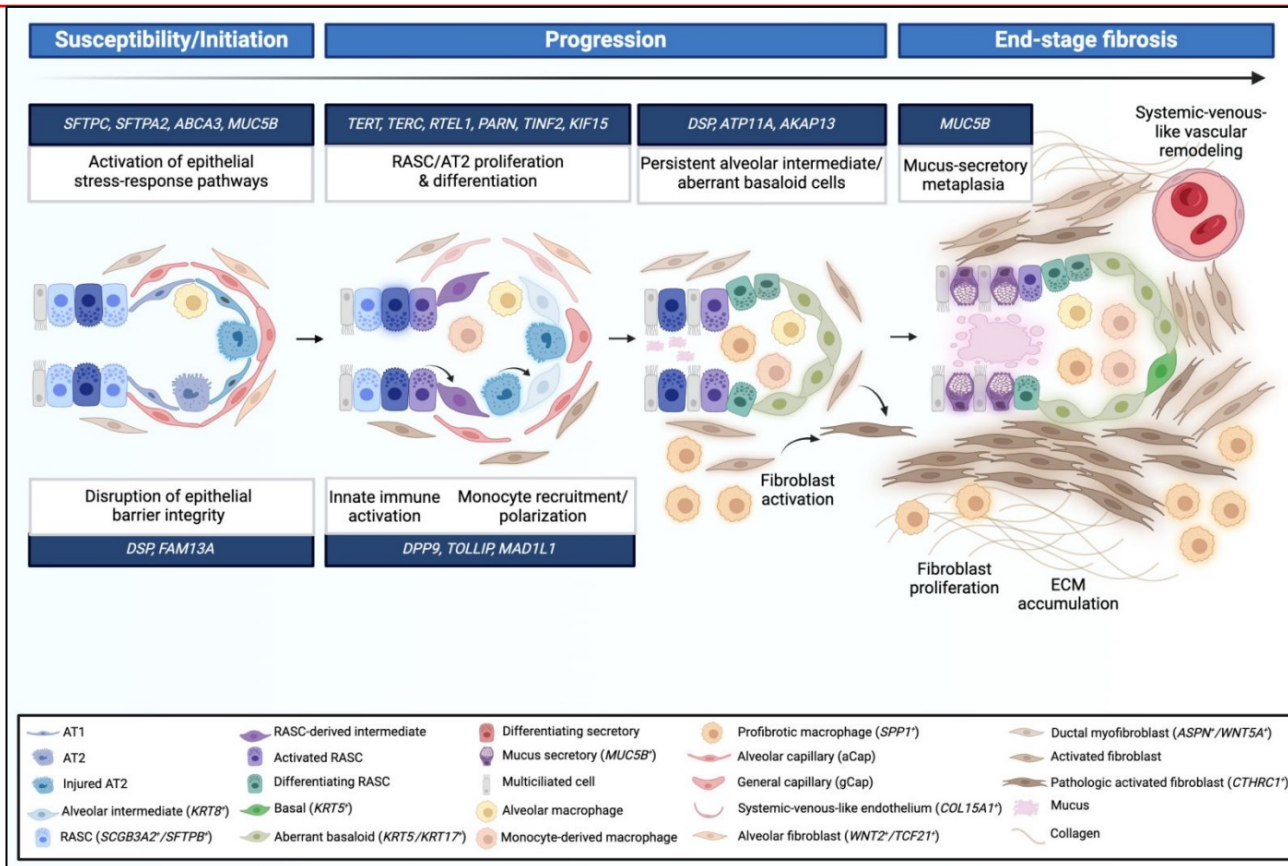 Susceptibility/Initiation
Progression
End-stage fibrosis
SFTPC, SFTPA2, ABCA3, MUC5B
Activation of epithelial
stress-response pathways
TERT, TERC, RTEL1, PARN, TINF2, KIF15
RASC/AT2 proliferation
& differentiation
DSP, ATP11A, AKAP13
Persistent alveolar intermediate/
aberrant basaloid cells
MUC5B
Mucus-secretory
metaplasia
Systemic-venous-
like vascular
remodeling
Disruption of epithelial
barrier integrity
DSP, FAM13A
Innate immune
activation
Monocyte recruitment/
polarization
DPP9, TOLLIP, MAD1L1
Fibroblast
activation
Fibroblast
proliferation
ECM
accumulation
AT1
AT2
Injured AT2
Alveolar intermediate (KRT8⁺)
RASC (SCGB3A2⁺/SFTPB⁺)
RASC-derived intermediate
Activated RASC
Differentiating RASC
Basal (KRT5⁺)
Aberrant basaloid (KRT5⁻/KRT17⁺)
Differentiating secretory
Mucus secretory (MUC5B⁺)
Multiciliated cell
Alveolar macrophage
Monocyte-derived macrophage
Profibrotic macrophage (SPP1⁺)
Alveolar capillary (aCap)
General capillary (gCap)
Systemic-venous-like endothelium (COL15A1⁺)
Alveolar fibroblast (WNT2⁺/TCF21⁺)
Ductal myofibroblast (ASPN⁺/WNT5A⁺)
Activated fibroblast
Pathologic activated fibroblast (CTHRC1⁺)
Mucus
Collagen